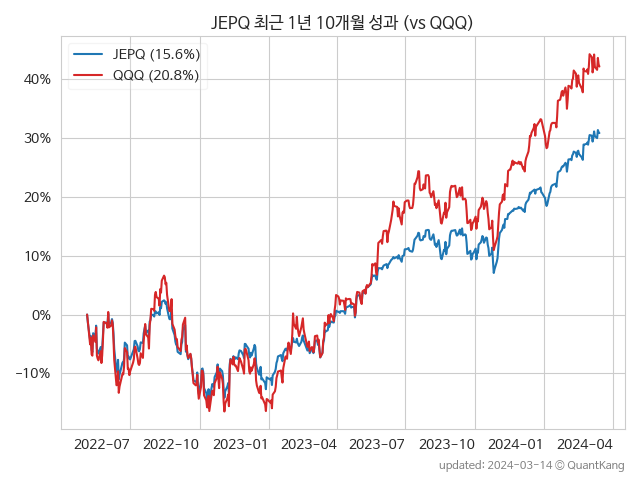 JEPQ 최근 1년 10개월 성과 (vs QQQ)
JEPQ (15.6%)
QQQ (20.8%)
40%
30%
20%
10%
0%
−10%
2022-07 2022-10 2023-01 2023-04 2023-07 2023-10 2024-01 2024-04
updated: 2024-03-14 © QuantKang